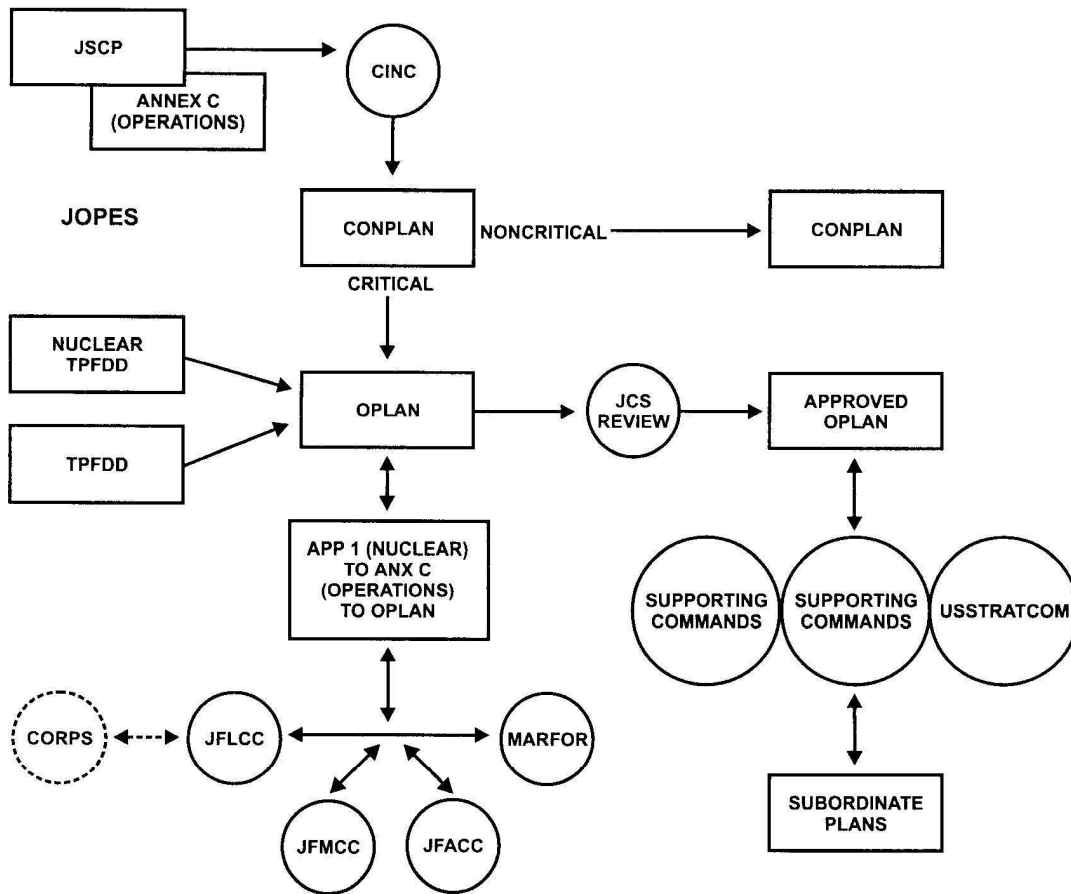 JSCP
CINC
ANNEX C
(OPERATIONS)
JOPES
CONPLAN
NONCRITICAL
CONPLAN
CRITICAL
NUCLEAR
TPFDD
OPLAN
JCS
REVIEW
APPROVED
OPLAN
TPFDD
APP 1 (NUCLEAR)
TO ANX C
(OPERATIONS)
TO OPLAN
SUPPORTING
COMMANDS
SUPPORTING
COMMANDS
USSTRATCOM
CORPS
JFLCC
MARFOR
JFMCC
JFACC
SUBORDINATE
PLANS